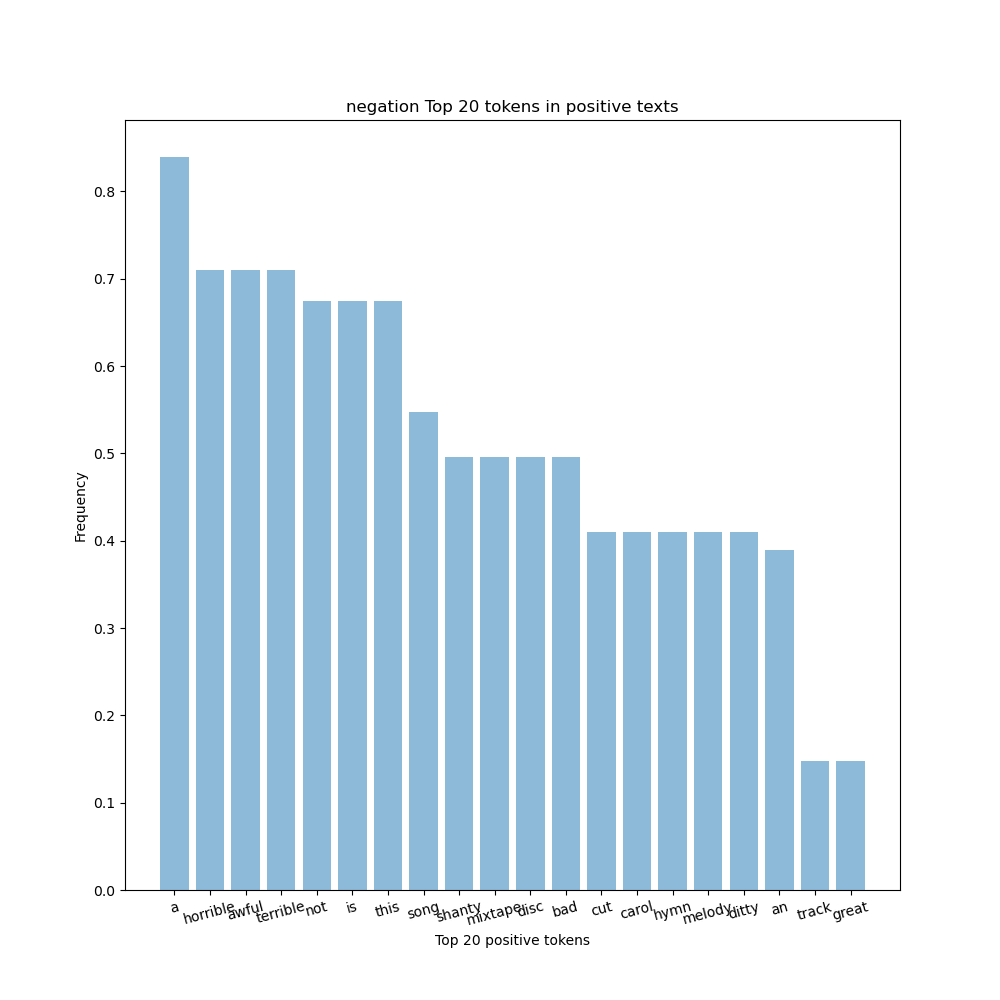 negation Top 20 tokens in positive texts
0.8
0.7
0.6
0.5
0.4
0.3
0.2
0.1
0.0
Frequency
a horrible awful terrible not is this song shanty mixtape disc bad cut carol hymn melody ditty an track great
Top 20 positive tokens